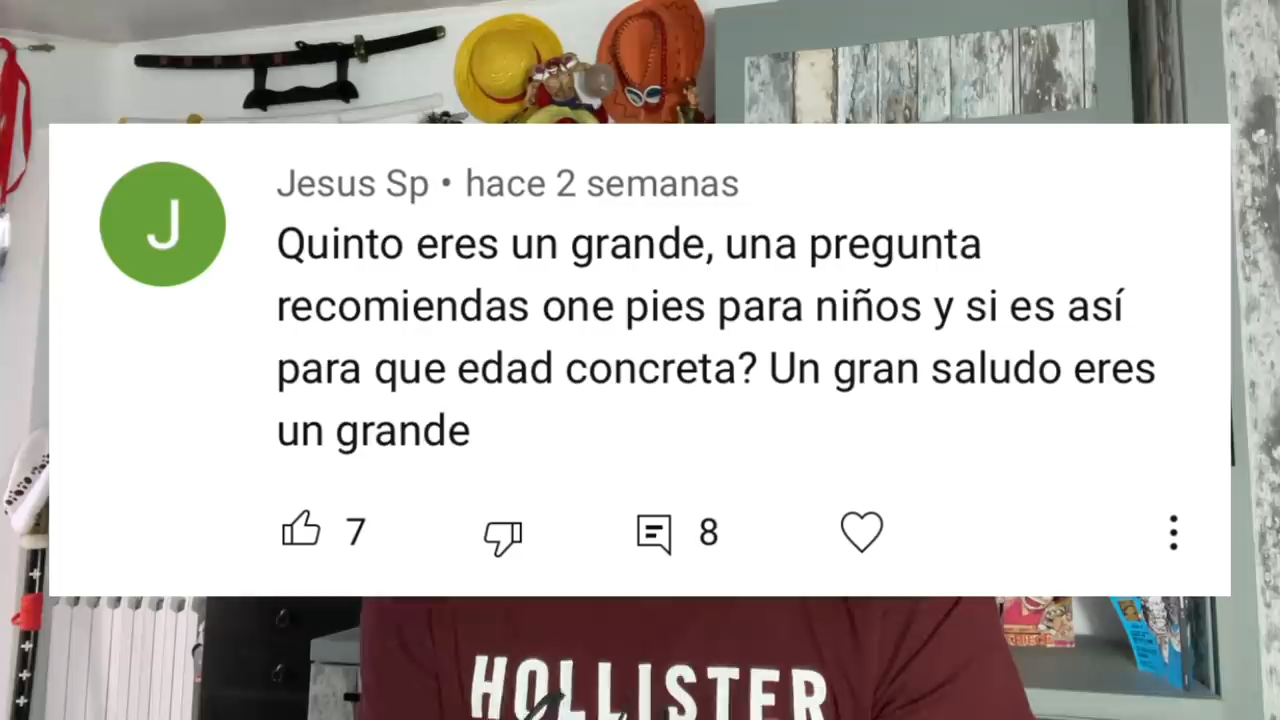 J
Jesus Sp • hace 2 semanas
Quinto eres un grande, una pregunta
recomiendas one pies para niños y si es así
para que edad concreta? Un gran saludo eres
un grande
7
8
HOLLISTER